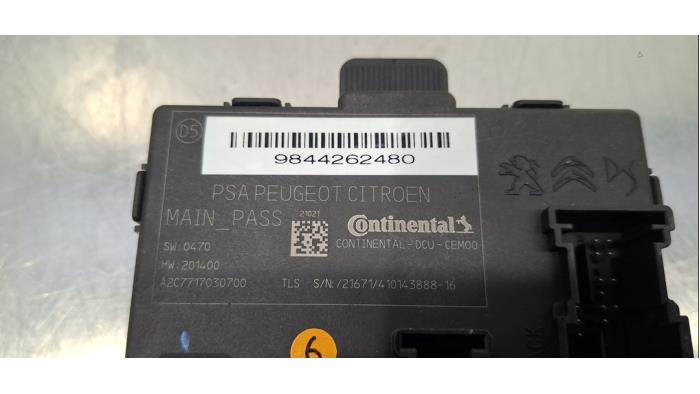 D5
9844262480
PSA PEUGEOT CITROEN
MAIN_PASS
21021
Continental
CONTINENTAL-DCU-CEM00
SW:0470
HW:201400
A2C7717030700 TLS S/N:/21671/410143888-16
DS
6